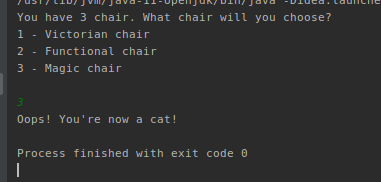 /usr/lib/jvm/java-11-openjdk/bin/java -Didea.launche
You have 3 chair. What chair will you choose?
1 - Victorian chair
2 - Functional chair
3 - Magic chair
3
Oops! You're now a cat!
Process finished with exit code 0